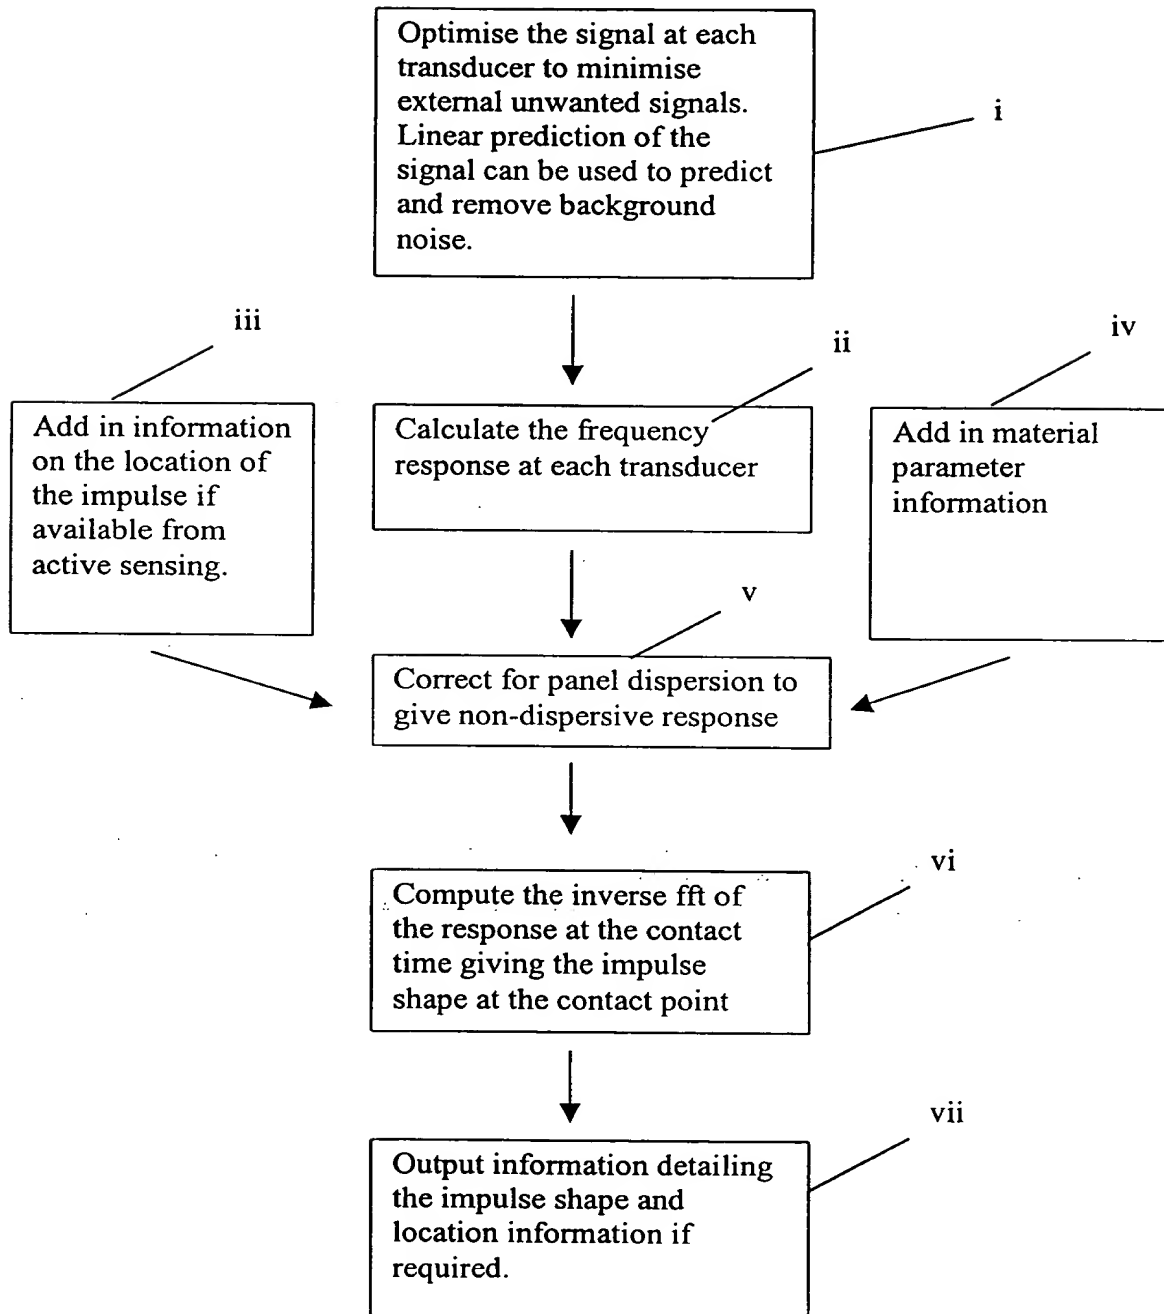 Optimise the signal at each
transducer to minimise
external unwanted signals.
Linear prediction of the
signal can be used to predict
and remove background
noise.
i
iii
ii
iv
Add in information
on the location of
the impulse if
available from
active sensing.
Calculate the frequency
response at each transducer
Add in material
parameter
information
v
Correct for panel dispersion to
give non-dispersive response
vi
Compute the inverse fft of
the response at the contact
time giving the impulse
shape at the contact point
vii
Output information detailing
the impulse shape and
location information if
required.